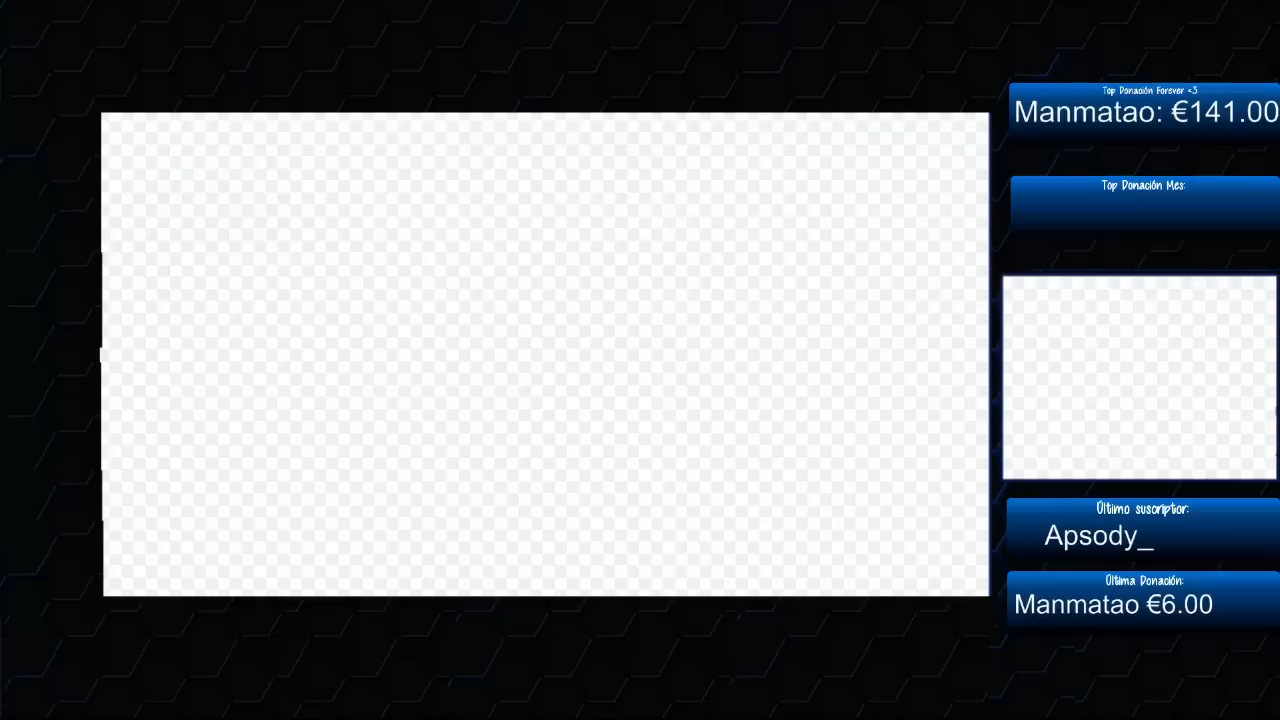 Top Donación Forever <3
Manmatao: €141.00
Top Donación Mes:
Último suscriptor:
Apsody_
Última Donación:
Manmatao €6.00